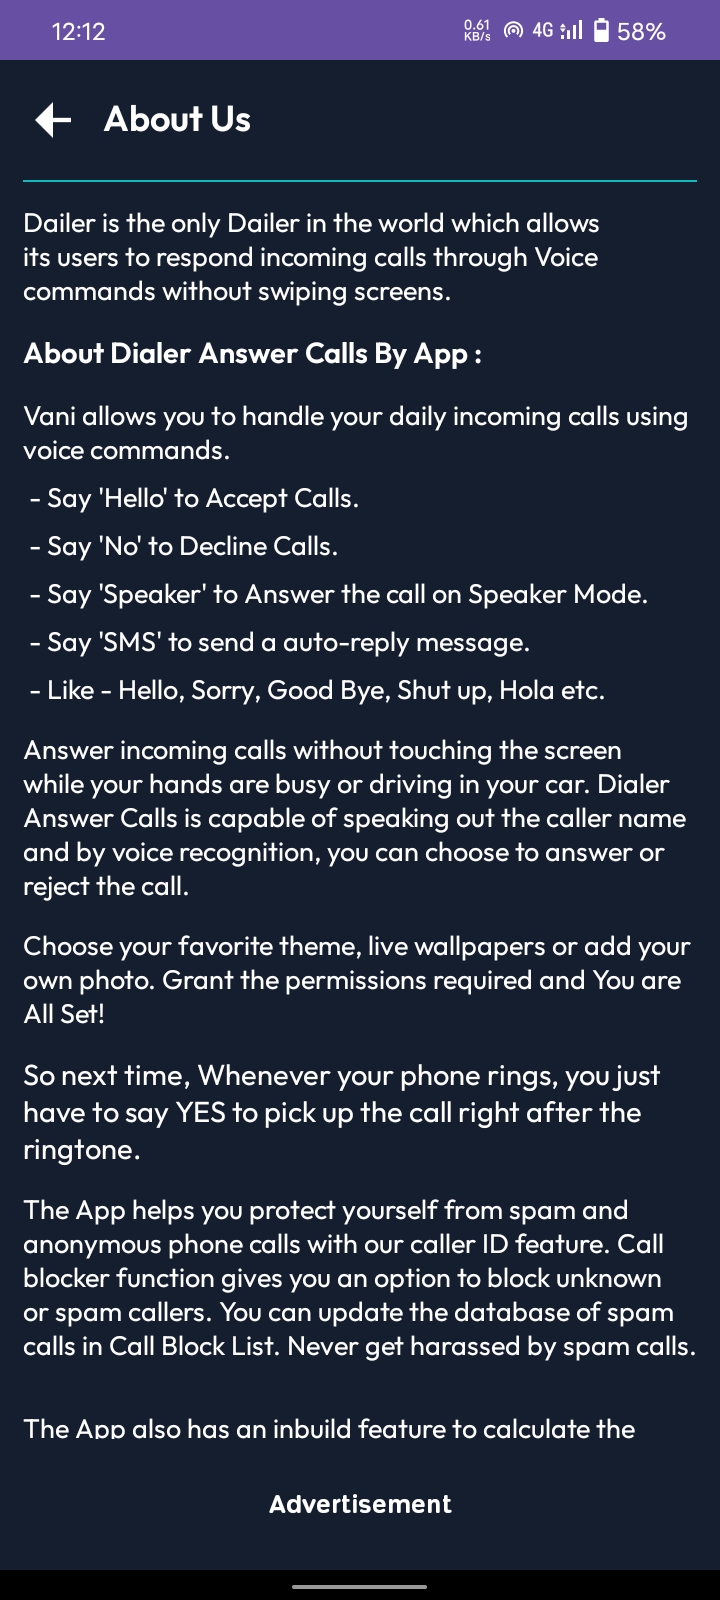 12:12
0.61
KB/s
4G
58%
About Us
Dailer is the only Dailer in the world which allows
its users to respond incoming calls through Voice
commands without swiping screens.
About Dialer Answer Calls By App :
Vani allows you to handle your daily incoming calls using
voice commands.
- Say 'Hello' to Accept Calls.
- Say 'No' to Decline Calls.
- Say 'Speaker' to Answer the call on Speaker Mode.
- Say 'SMS' to send a auto-reply message.
- Like - Hello, Sorry, Good Bye, Shut up, Hola etc.
Answer incoming calls without touching the screen
while your hands are busy or driving in your car. Dialer
Answer Calls is capable of speaking out the caller name
and by voice recognition, you can choose to answer or
reject the call.
Choose your favorite theme, live wallpapers or add your
own photo. Grant the permissions required and You are
All Set!
So next time, Whenever your phone rings, you just
have to say YES to pick up the call right after the
ringtone.
The App helps you protect yourself from spam and
anonymous phone calls with our caller ID feature. Call
blocker function gives you an option to block unknown
or spam callers. You can update the database of spam
calls in Call Block List. Never get harassed by spam calls.
The App also has an inbuild feature to calculate the
Advertisement